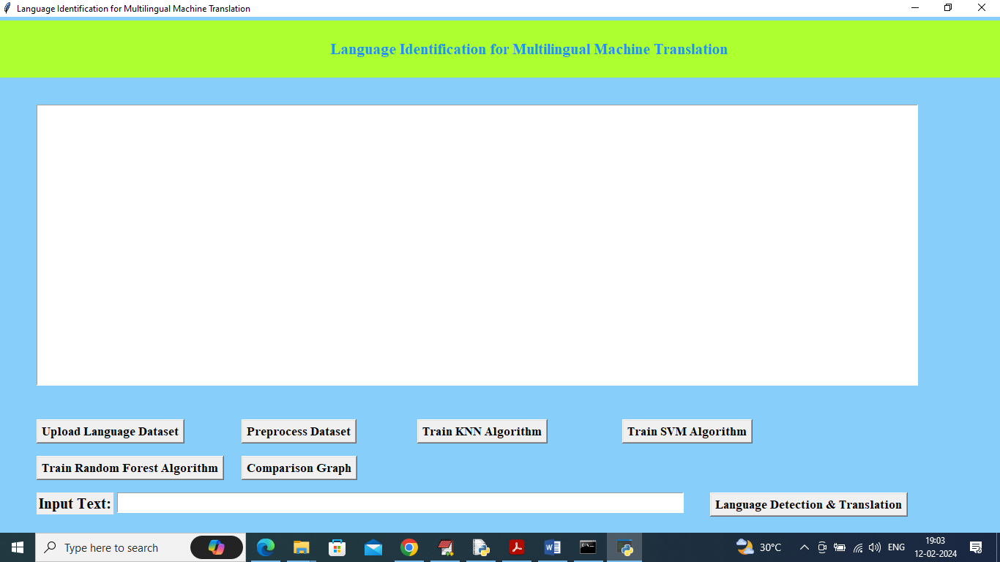 Language Identification for Multilingual Machine Translation
Language Identification for Multilingual Machine Translation
Upload Language Dataset Preprocess Dataset Train KNN Algorithm Train SVM Algorithm
Train Random Forest Algorithm Comparison Graph
Input Text: Language Detection & Translation
Type here to search 30°C ENG 19:03
12-02-2024